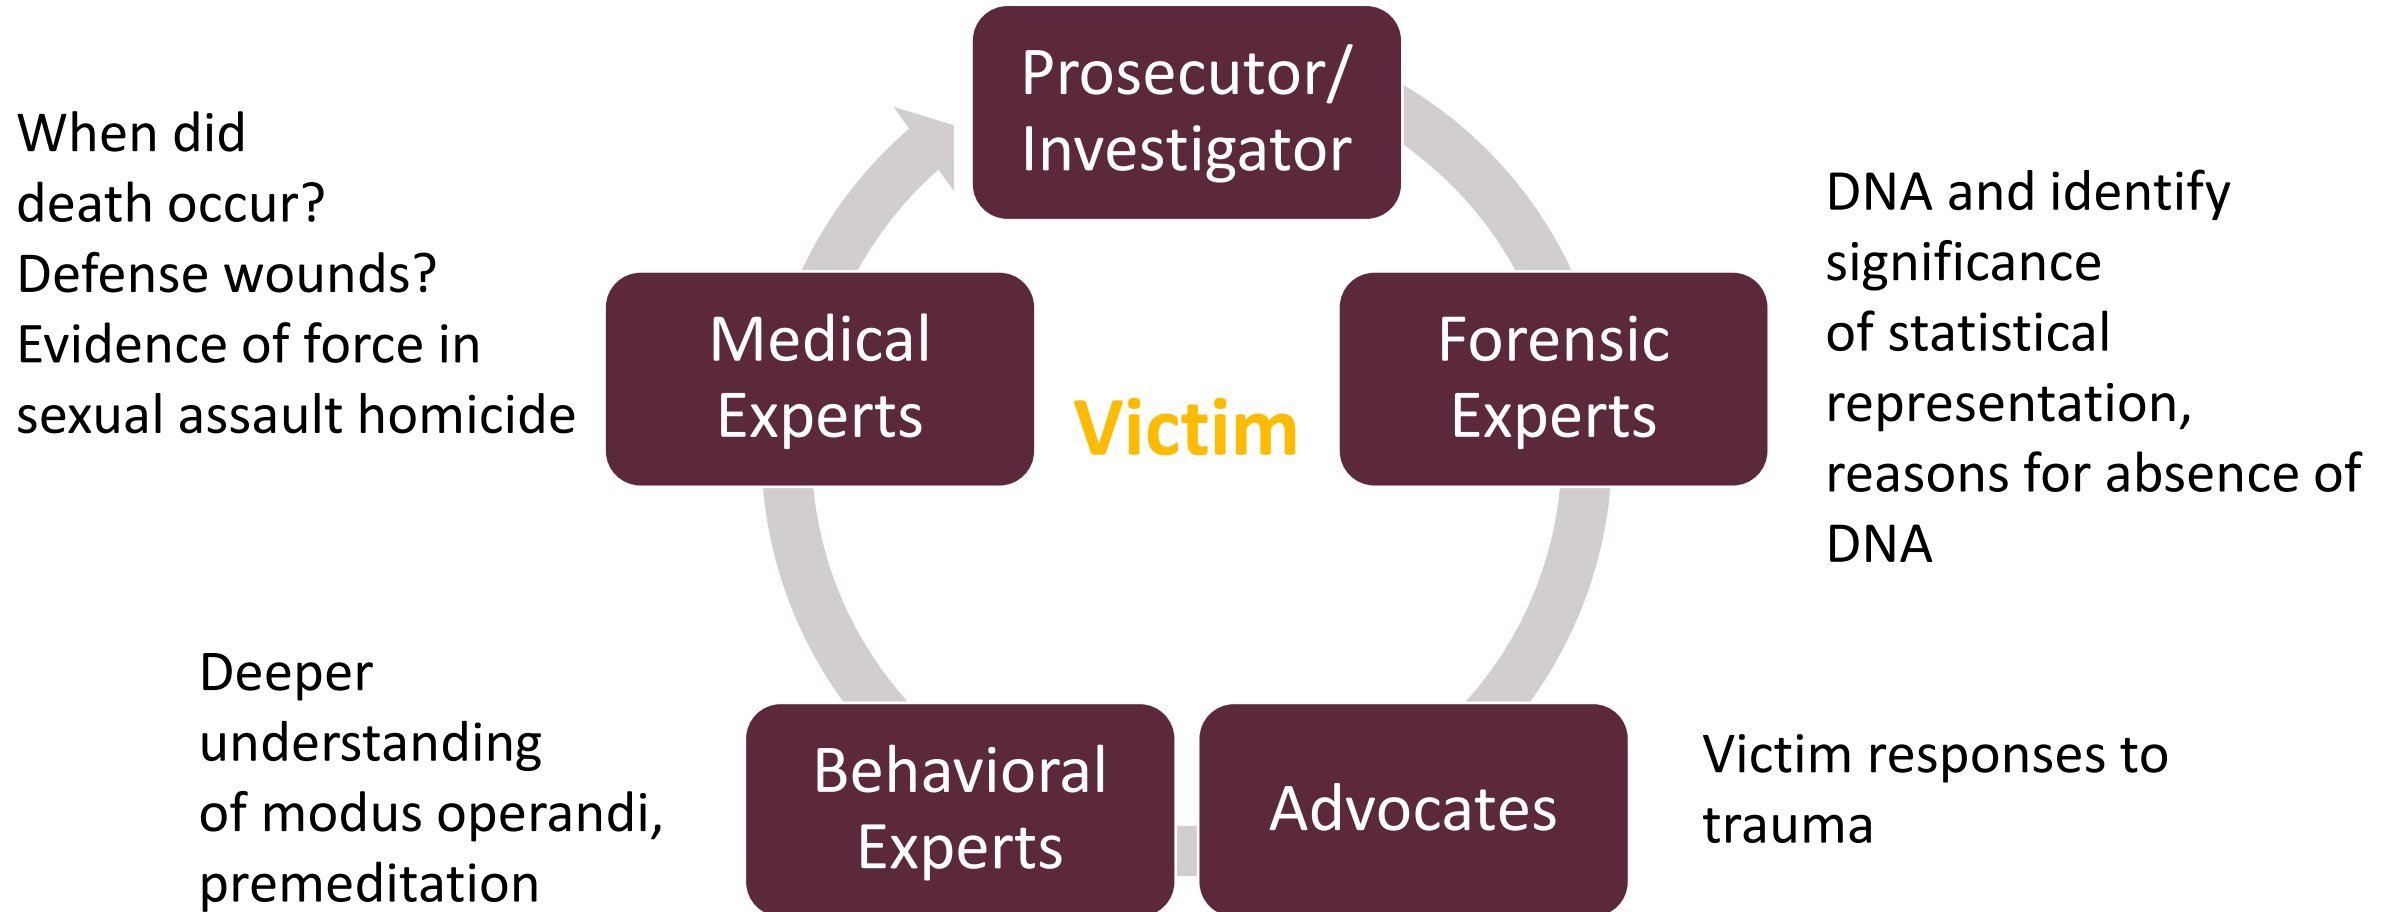 Prosecutor/
Investigator
When did
death occur?
Defense wounds?
Evidence of force in
sexual assault homicide
Medical
Experts
Victim
Forensic
Experts
DNA and identify
significance
of statistical
representation,
reasons for absence of
DNA
Deeper
understanding
of modus operandi,
premeditation
Behavioral
Experts
Advocates
Victim responses to
trauma